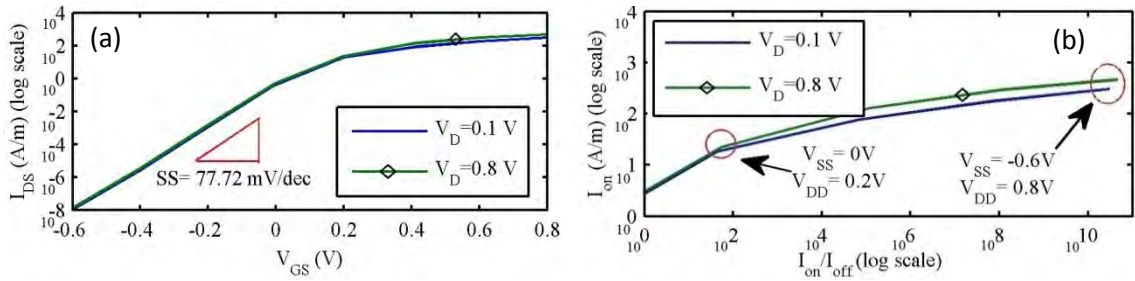 (a)
I_DS (A/m) (log scale)
10^4
10^2
10^0
10^-2
10^-4
10^-6
10^-8
SS= 77.72 mV/dec
V_D=0.1 V
V_D=0.8 V
-0.6 -0.4 -0.2 0 0.2 0.4 0.6 0.8
V_GS (V)
(b)
I_on (A/m) (log scale)
10^4
10^3
10^2
10^1
10^0
V_D=0.1 V
V_D=0.8 V
V_SS= 0V
V_DD= 0.2V
V_SS= -0.6V
V_DD= 0.8V
10^0 10^2 10^4 10^6 10^8 10^10
I_on/I_off (log scale)